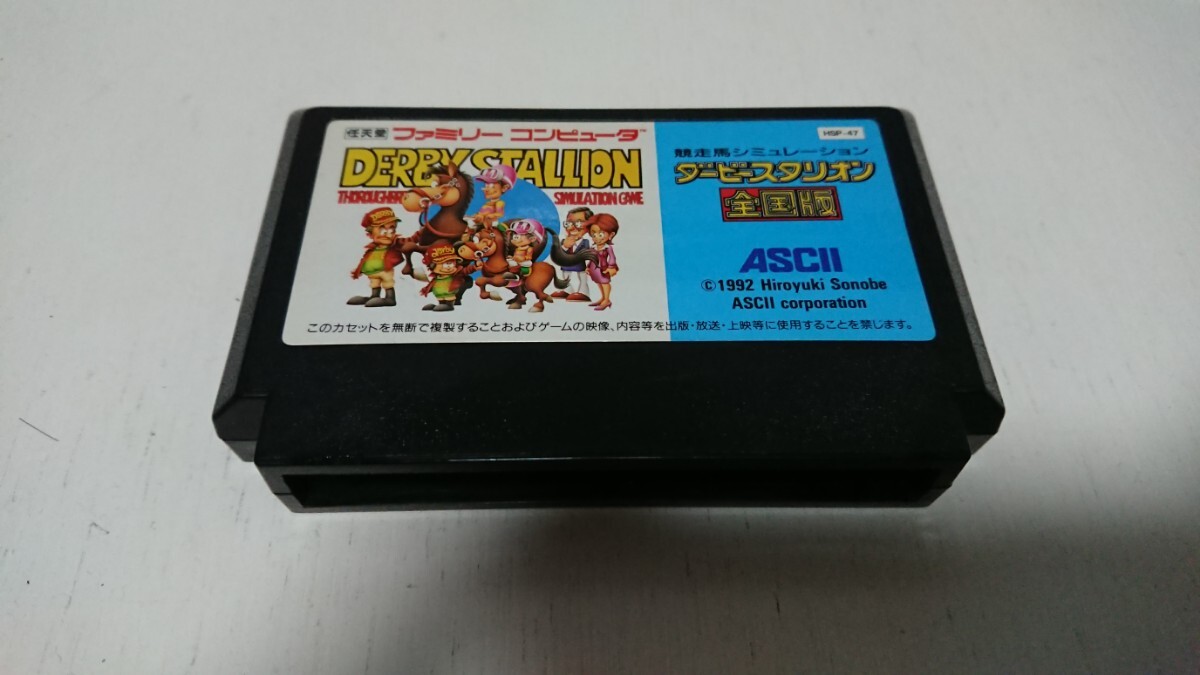 任天堂 ファミリー コンピュータ™
DERBY STALLION
THOROUGHBR SIMULATION GAME
Derby
HSP-47
競走馬シミュレーション
ダービースタリオン
全国版
ASCII
©1992 Hiroyuki Sonobe
ASCII corporation
このカセットを無断で複製することおよびゲームの映像、内容等を出版・放送・上映等に使用することを禁じます。